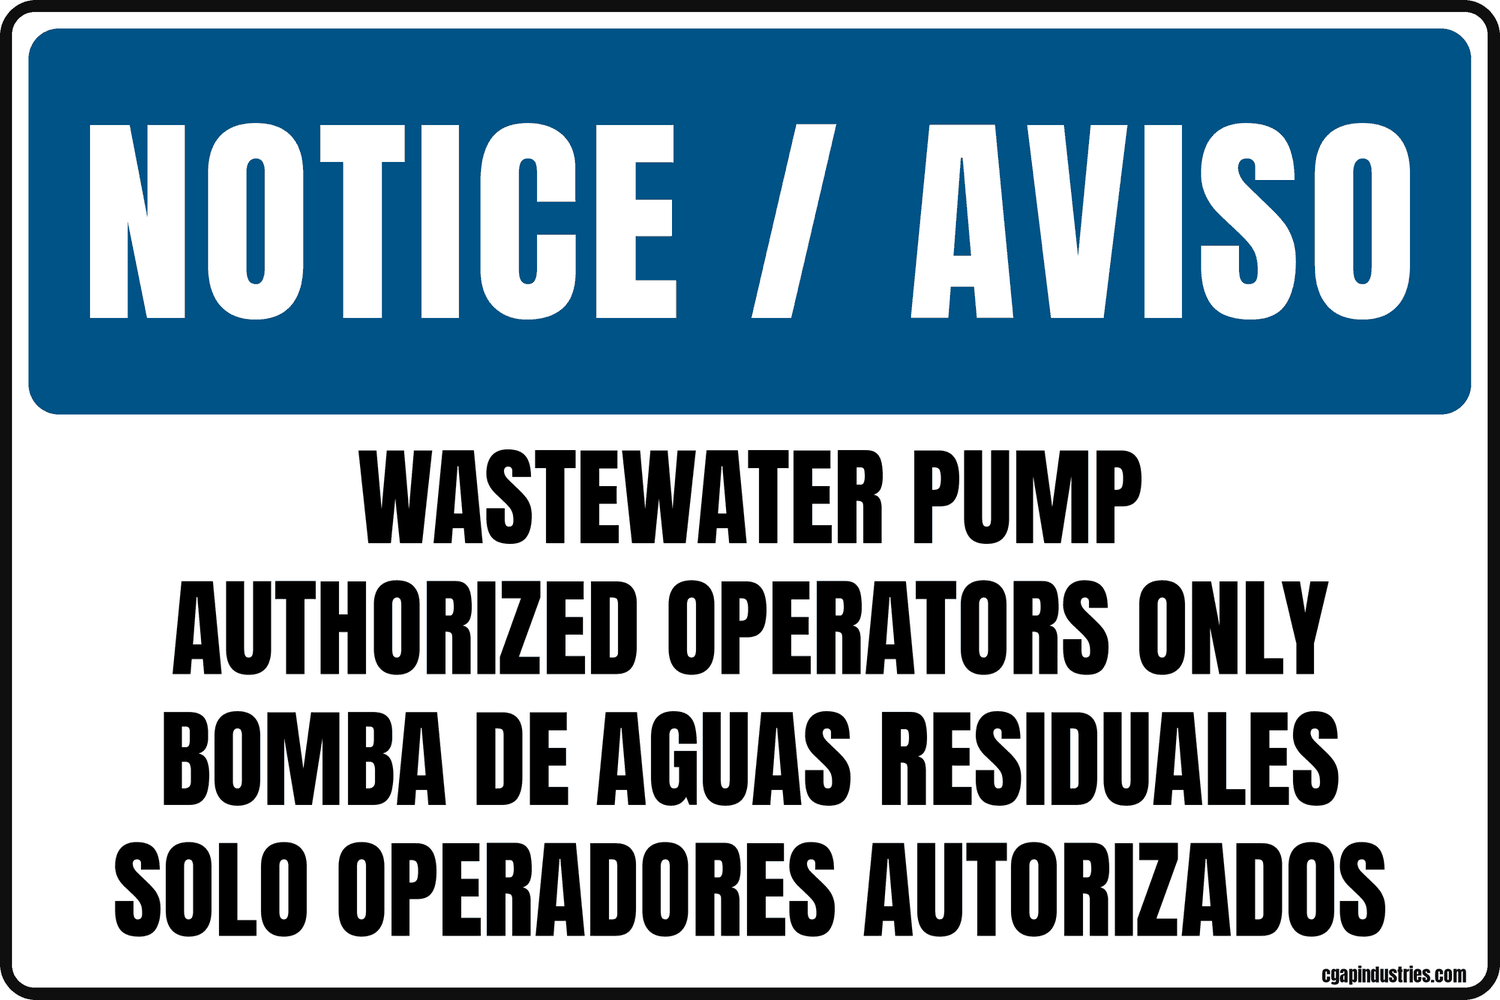 NOTICE / AVISO
WASTEWATER PUMP
AUTHORIZED OPERATORS ONLY
BOMBA DE AGUAS RESIDUALES
SOLO OPERADORES AUTORIZADOS
cgapindustries.com